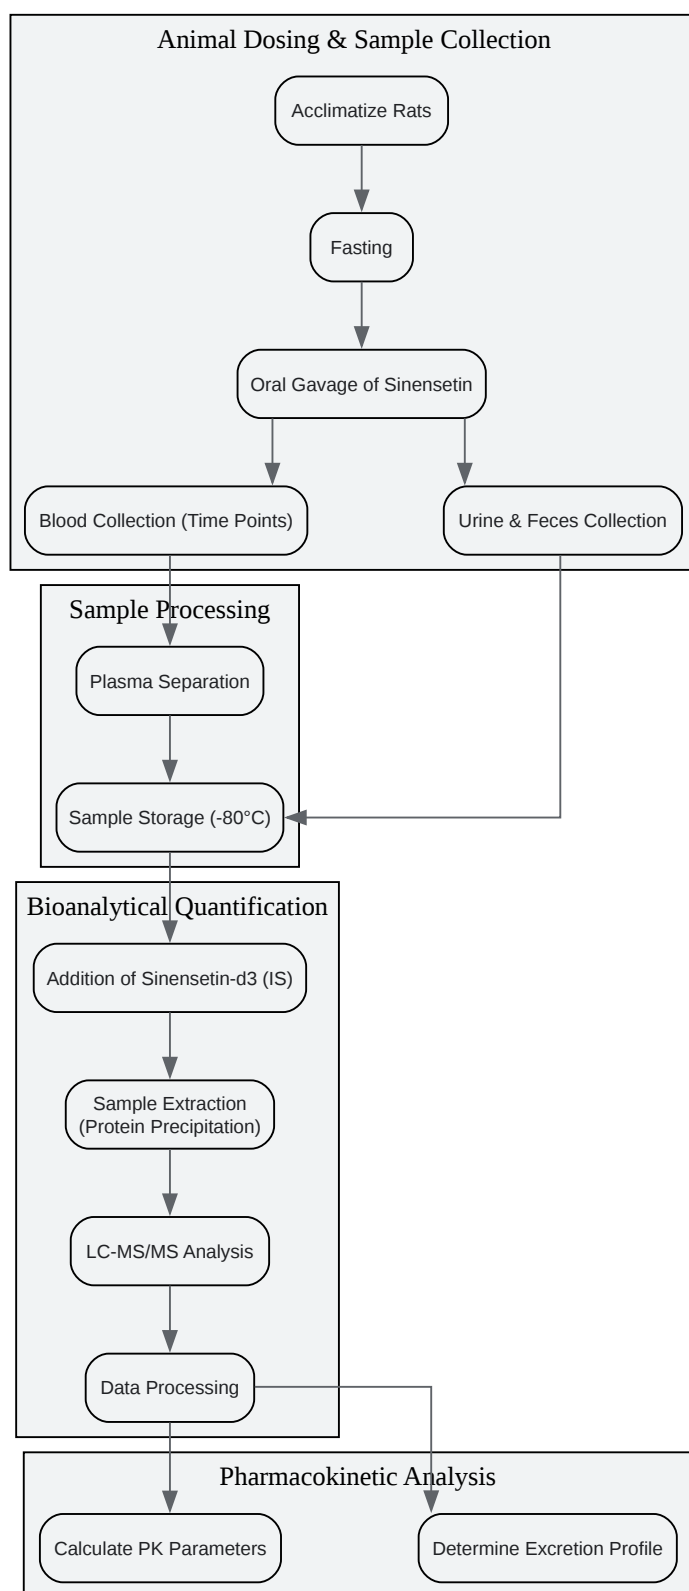 Animal Dosing & Sample Collection
Acclimatize Rats
Fasting
Oral Gavage of Sinensetin
Blood Collection (Time Points)
Urine & Feces Collection
Sample Processing
Plasma Separation
Sample Storage (-80°C)
Bioanalytical Quantification
Addition of Sinensetin-d3 (IS)
Sample Extraction
(Protein Precipitation)
LC-MS/MS Analysis
Data Processing
Pharmacokinetic Analysis
Calculate PK Parameters
Determine Excretion Profile